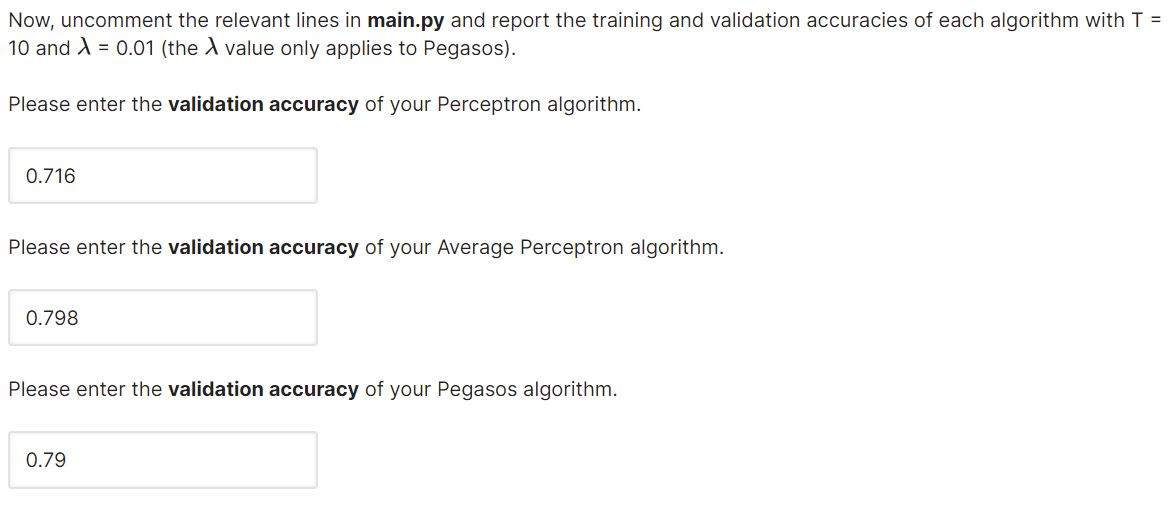 Now, uncomment the relevant lines in main.py and report the training and validation accuracies of each algorithm with T =
10 and λ = 0.01 (the λ value only applies to Pegasos).
Please enter the validation accuracy of your Perceptron algorithm.
0.716
Please enter the validation accuracy of your Average Perceptron algorithm.
0.798
Please enter the validation accuracy of your Pegasos algorithm.
0.79